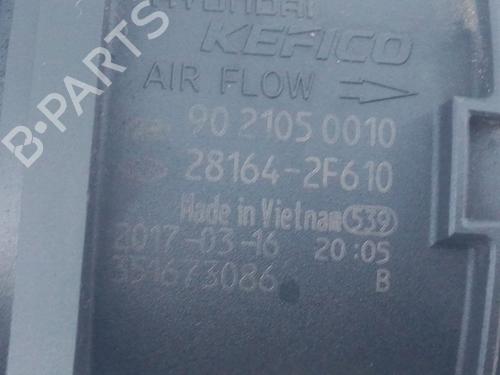 HYUNDAI
KEFICO
AIR FLOW
90 2105 0010
28164-2F610
Made in Vietnam 539
2017-03-16 20:05
351673086 B
B-PARTS